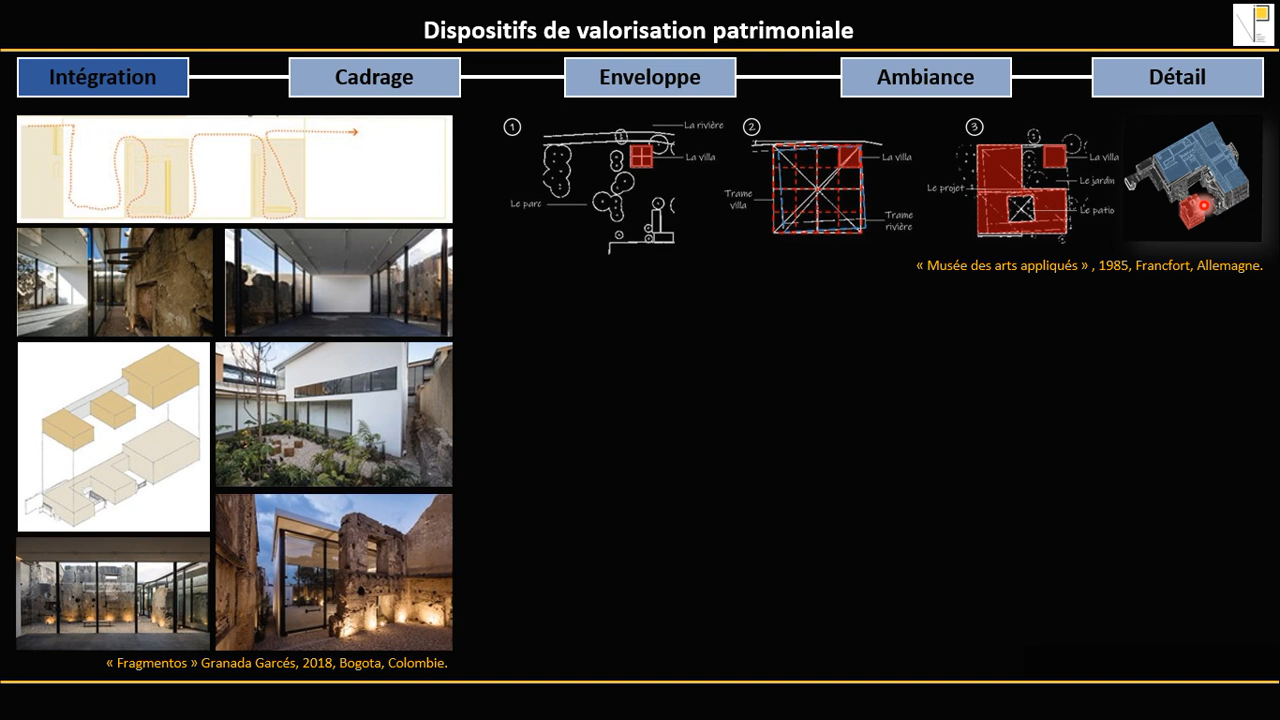 Dispositifs de valorisation patrimoniale
Intégration
Cadrage
Enveloppe
Ambiance
Détail
1
La rivière
La villa
Le parc
2
La villa
Trame
villa
Trame
rivière
3
La villa
Le projet
Le jardin
Le patio
« Musée des arts appliqués » , 1985, Francfort, Allemagne.
« Fragmentos » Granada Garcés, 2018, Bogota, Colombie.